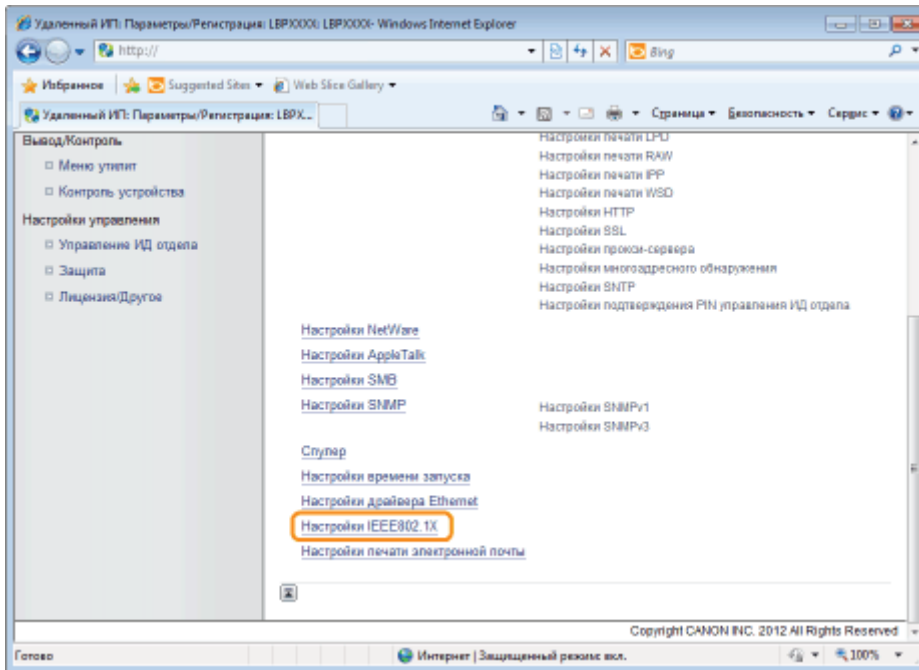 Удаленный ИП: Параметры/Регистрация: LBPXXXX: LBPXXXX- Windows Internet Explorer
http://
Bing
Избранное Suggested Sites Web Slice Gallery
Удаленный ИП: Параметры/Регистрация: LBPX...
Страница Безопасность Сервис
Вывод/Контроль
Меню утилит
Контроль устройства
Настройки управления
Управление ИД отдела
Защита
Лицензия/Другое
Настройки печати LPD
Настройки печати RAW
Настройки печати IPP
Настройки печати WSD
Настройки HTTP
Настройки SSL
Настройки прокси-сервера
Настройки многоадресного обнаружения
Настройки SNTP
Настройки подтверждения PIN управления ИД отдела
Настройки NetWare
Настройки AppleTalk
Настройки SMB
Настройки SNMP
Настройки SNMPv1
Настройки SNMPv3
Спулер
Настройки времени запуска
Настройки драйвера Ethernet
Настройки IEEE802.1X
Настройки печати электронной почты
Copyright CANON INC. 2012 All Rights Reserved
Готово
Интернет | Защищенный режим: вкл.
100%